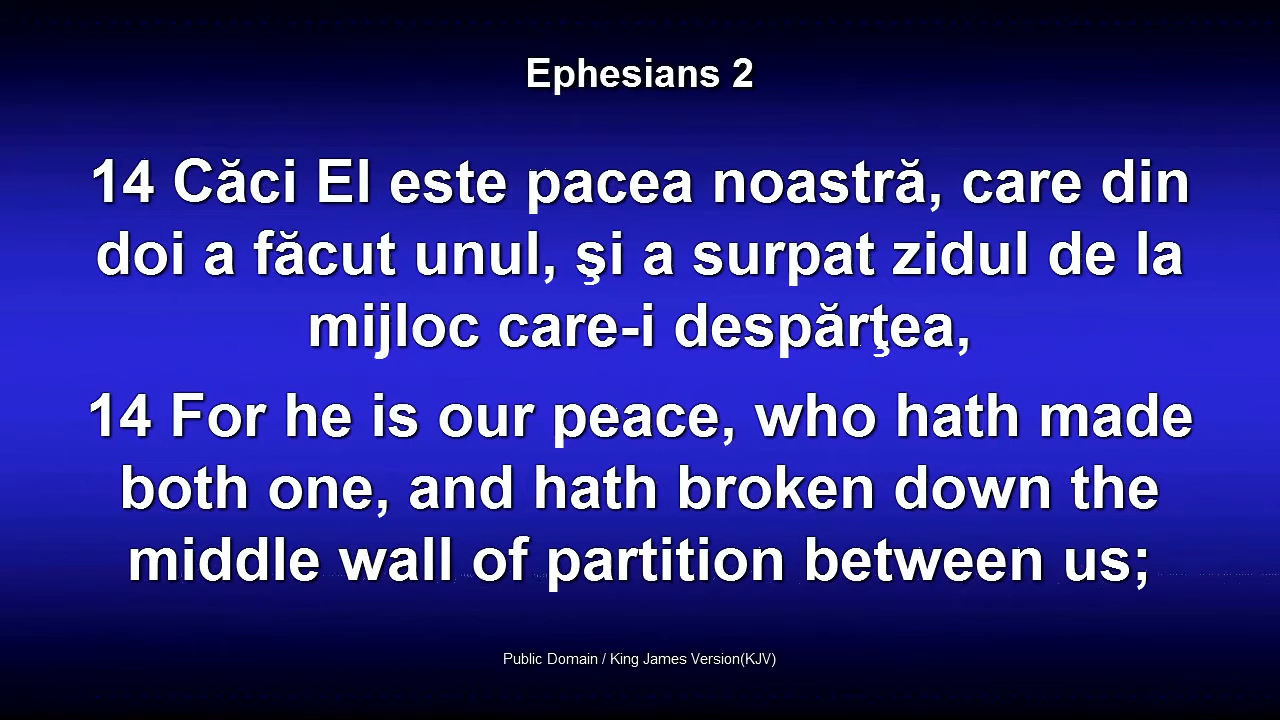 Ephesians 2
14 Căci El este pacea noastră, care din
doi a făcut unul, şi a surpat zidul de la
mijloc care-i despărţea,
14 For he is our peace, who hath made
both one, and hath broken down the
middle wall of partition between us;
Public Domain / King James Version(KJV)